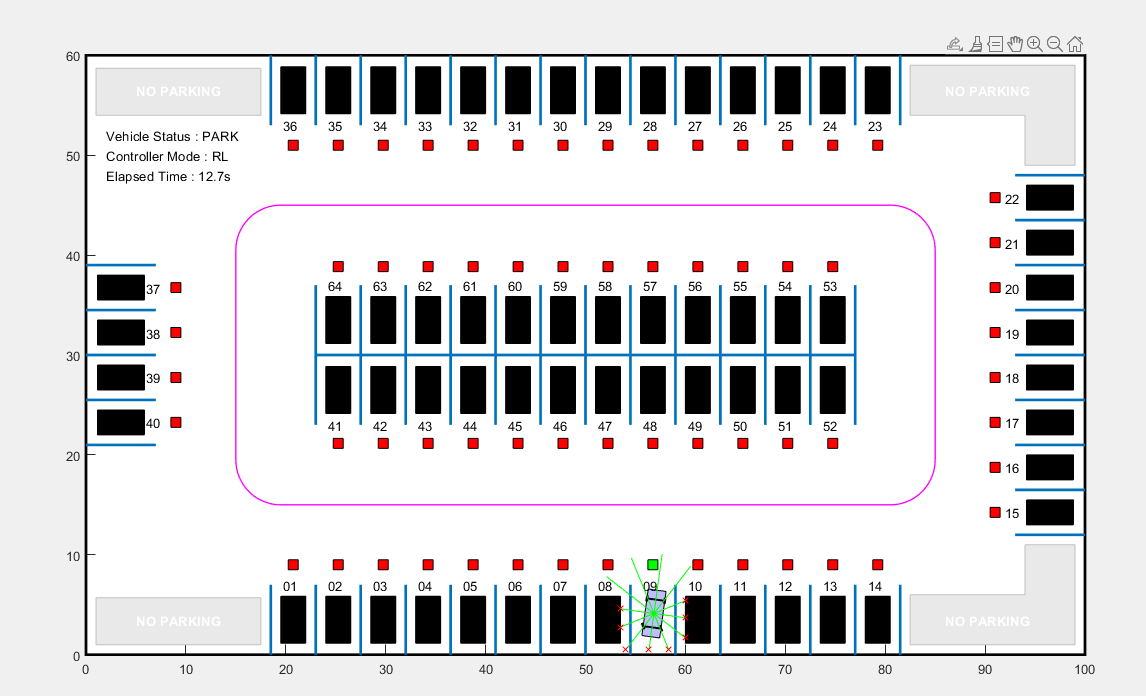 60
NO PARKING
NO PARKING
36 35 34 33 32 31 30 29 28 27 26 25 24 23
Vehicle Status : PARK
50
Controller Mode : RL
Elapsed Time : 12.7s
22
21
40
37
64 63 62 61 60 59 58 57 56 55 54 53
20
38
19
30
39
18
40
41 42 43 44 45 46 47 48 49 50 51 52
17
20
16
15
10
01 02 03 04 05 06 07 08 09 10 11 12 13 14
NO PARKING
NO PARKING
0
0 10 20 30 40 50 60 70 80 90 100